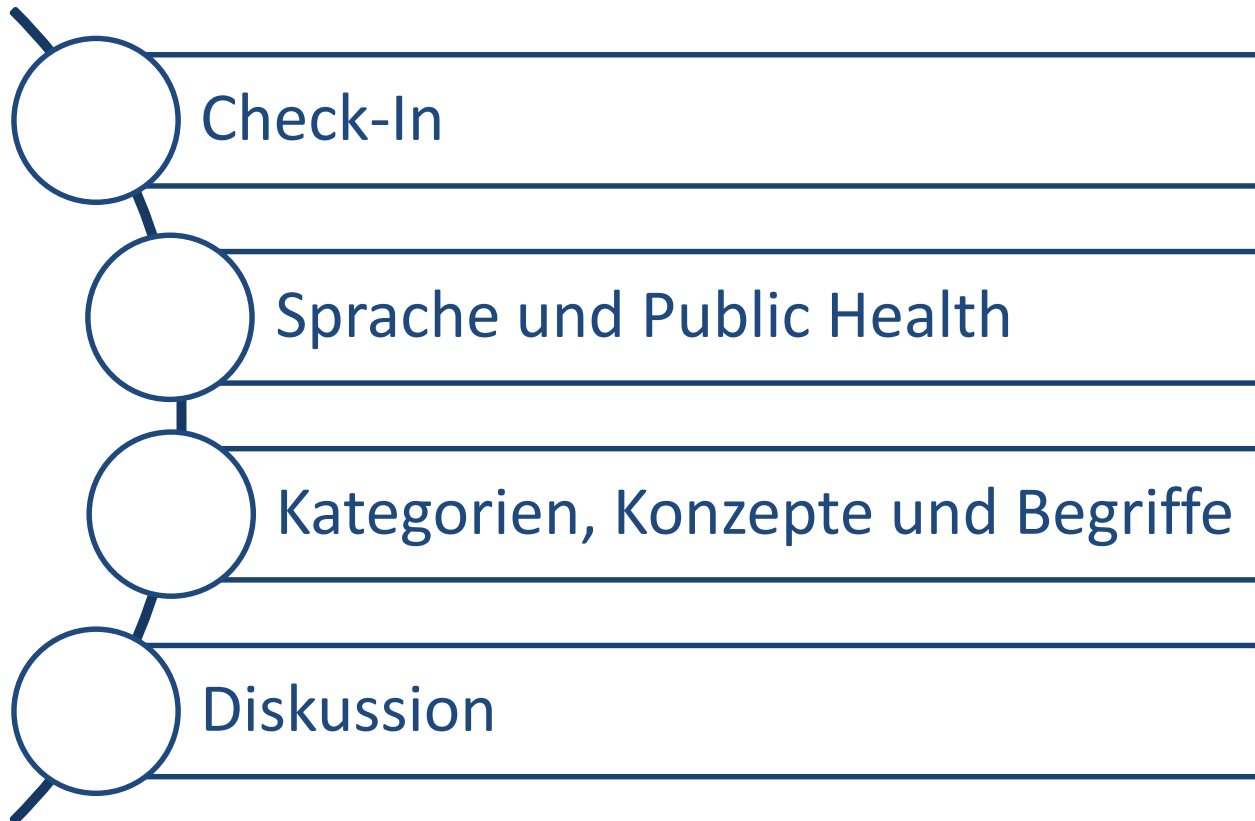 Check-In
Sprache und Public Health
Kategorien, Konzepte und Begriffe
Diskussion